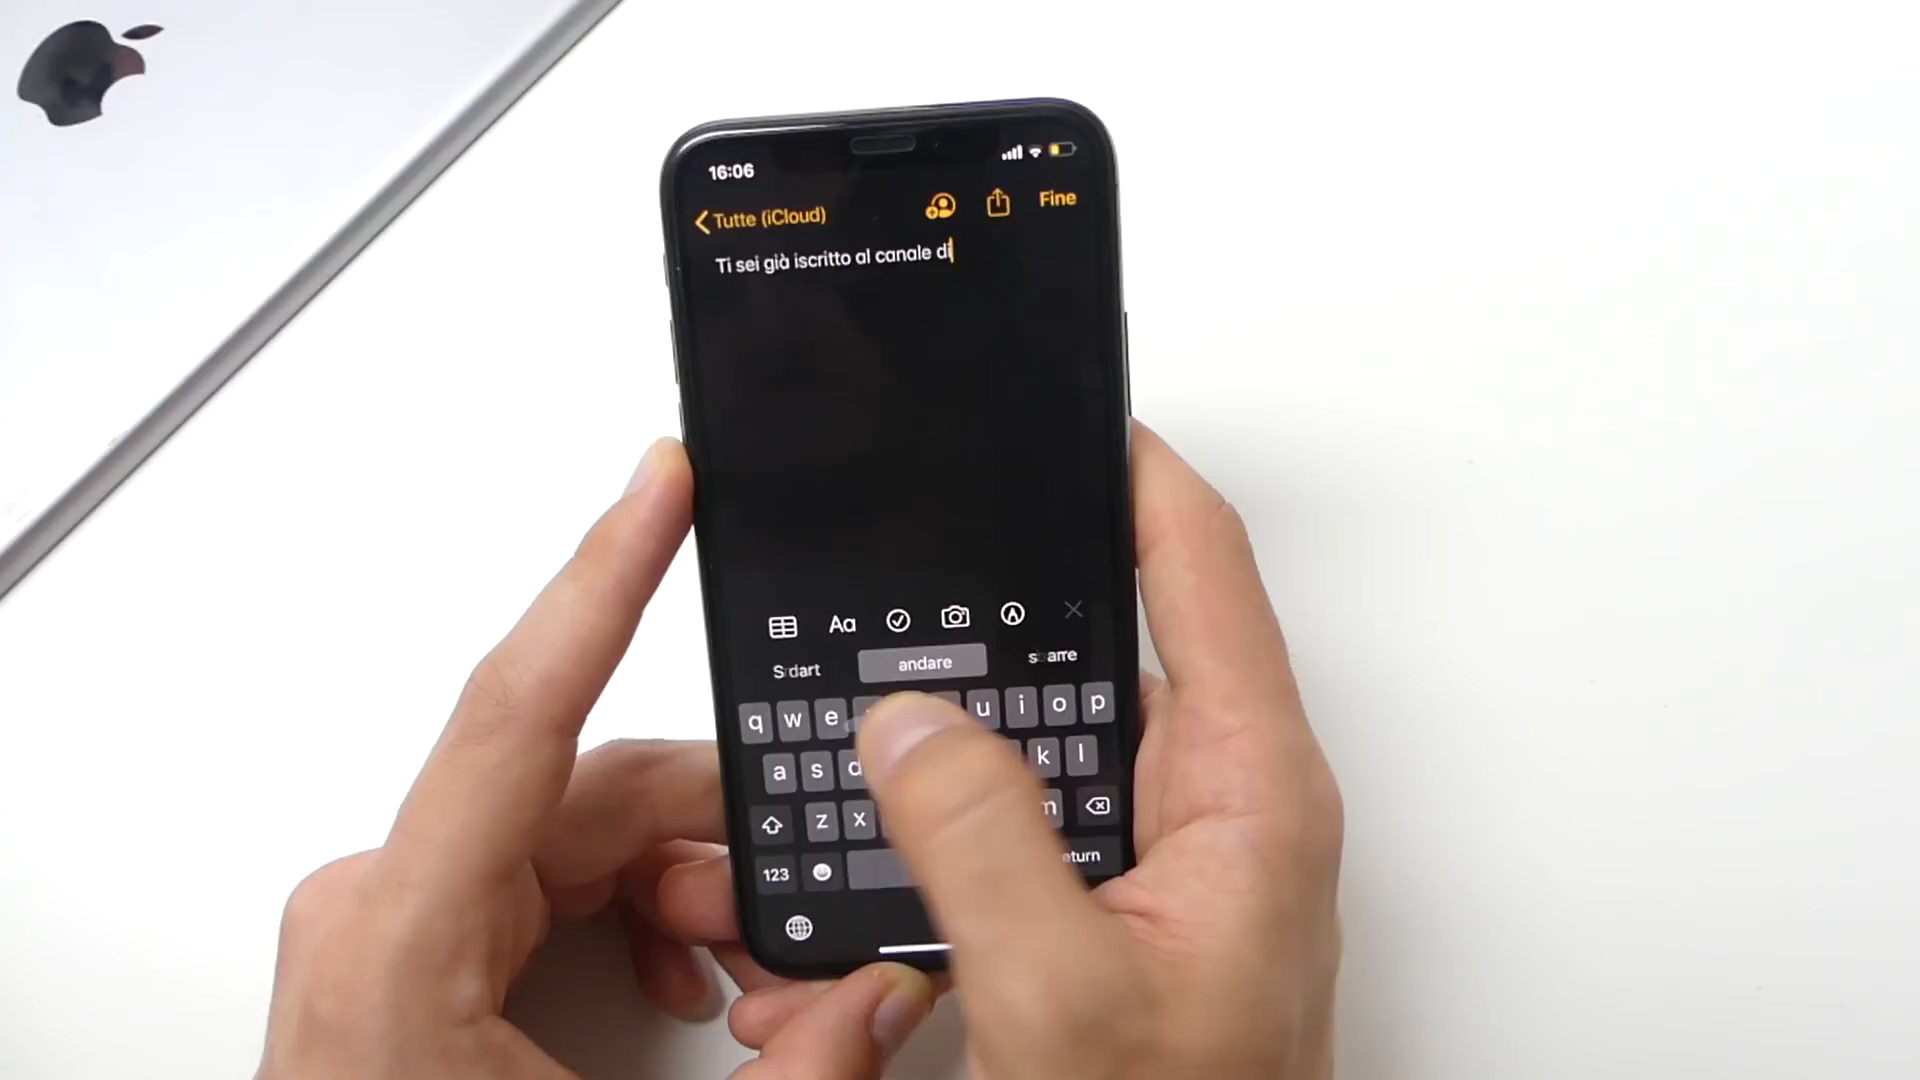 16:06
Tutte (iCloud)
Fine
Ti sei già iscritto al canale di
Aa
andare
q w e u i o p
a s d k l
z x m
123